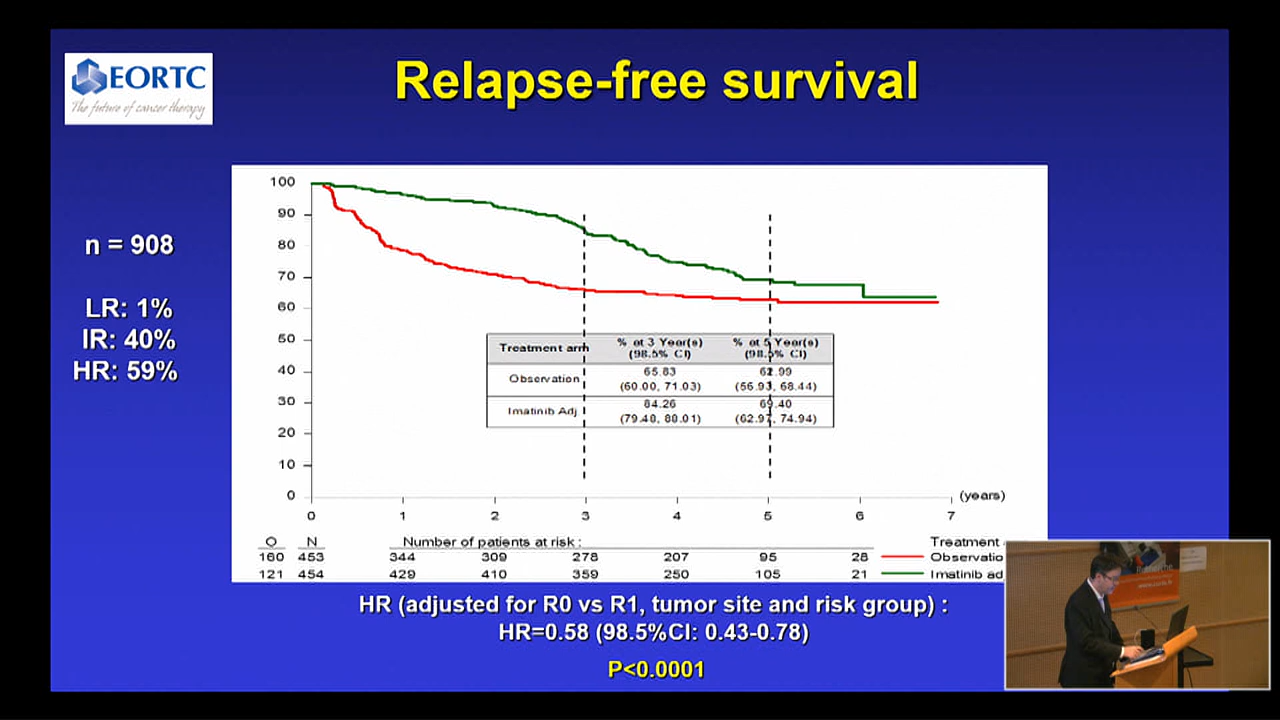 EORTC
The future of cancer therapy
Relapse-free survival
n = 908
LR: 1%
IR: 40%
HR: 59%
100
90
80
70
60
50
40
30
20
10
0
Treatment arm % at 3 Year(s) (98.5% CI) % at 5 Year(s) (98.5% CI)
Observation 65.83 (60.00, 71.03) 62.99 (56.93, 68.44)
Imatinib Adj 84.26 (79.48, 88.01) 69.40 (62.97, 74.94)
0 1 2 3 4 5 6 7
(years)
O N Number of patients at risk : Treatment
160 453 344 309 278 207 95 28 Observatio
121 454 429 410 359 250 105 21 Imatinib ad
HR (adjusted for R0 vs R1, tumor site and risk group) :
HR=0.58 (98.5%CI: 0.43-0.78)
P<0.0001